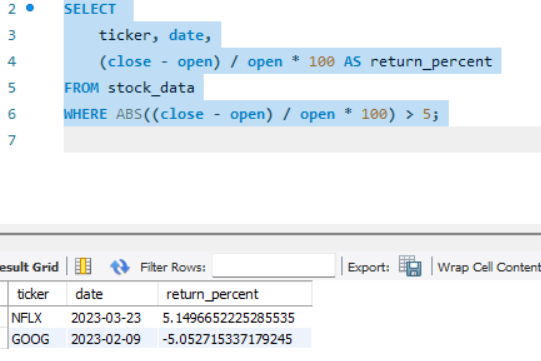 2 SELECT
3 ticker, date,
4 (close - open) / open * 100 AS return_percent
5 FROM stock_data
6 WHERE ABS((close - open) / open * 100) > 5;
7
esult Grid Filter Rows: Export: Wrap Cell Content
ticker date return_percent
NFLX 2023-03-23 5.1496652225285535
GOOG 2023-02-09 -5.052715337179245